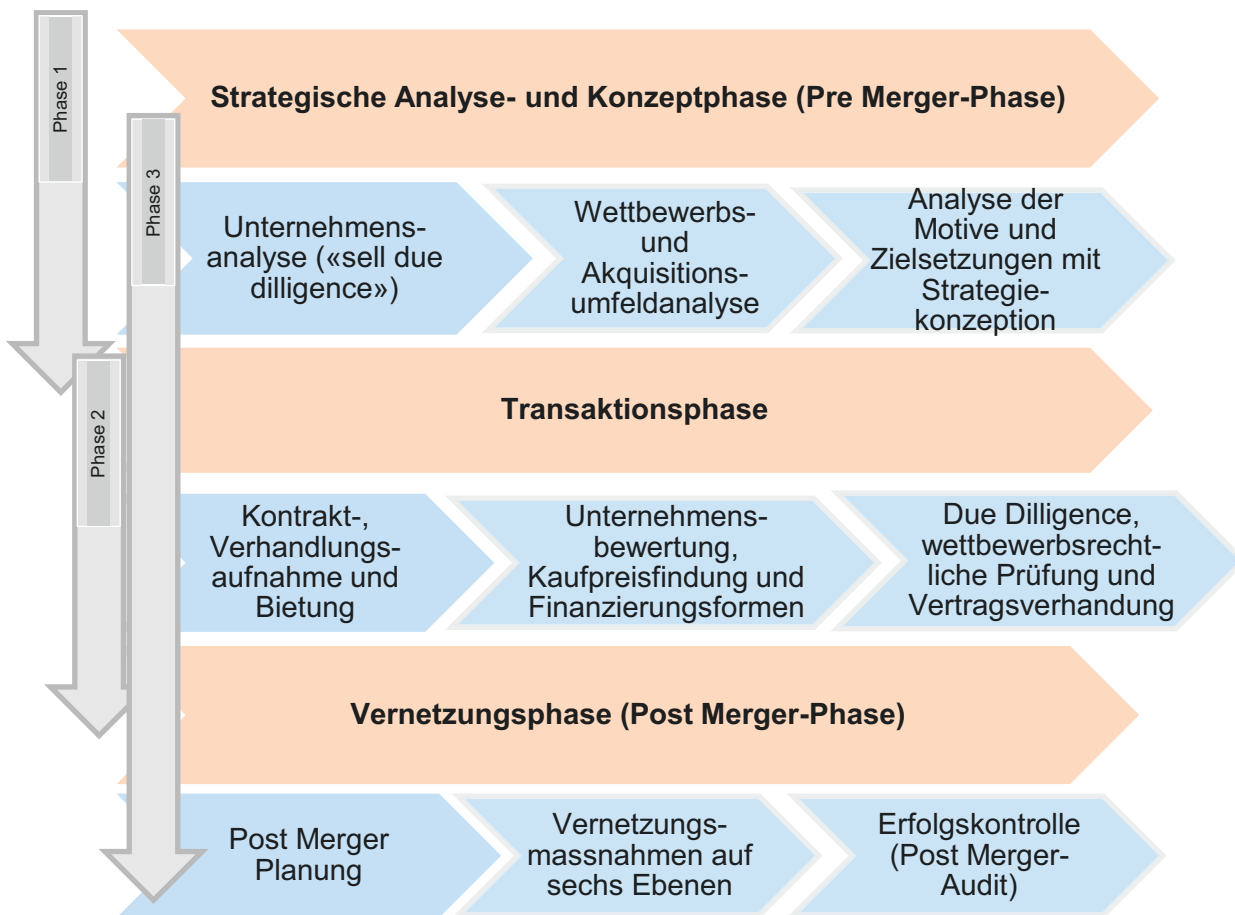 Phase 1
Strategische Analyse- und Konzeptphase (Pre Merger-Phase)
Phase 3
Unternehmens-
analyse («sell due
dilligence»)
Wettbewerbs-
und
Akquisitions-
umfeldanalyse
Analyse der
Motive und
Zielsetzungen mit
Strategie-
konzeption
Phase 2
Transaktionsphase
Kontrakt-,
Verhandlungs-
aufnahme und
Bietung
Unternehmens-
bewertung,
Kaufpreisfindung und
Finanzierungsformen
Due Dilligence,
wettbewerbsrecht-
liche Prüfung und
Vertragsverhandung
Vernetzungsphase (Post Merger-Phase)
Post Merger
Planung
Vernetzungs-
massnahmen auf
sechs Ebenen
Erfolgskontrolle
(Post Merger-
Audit)